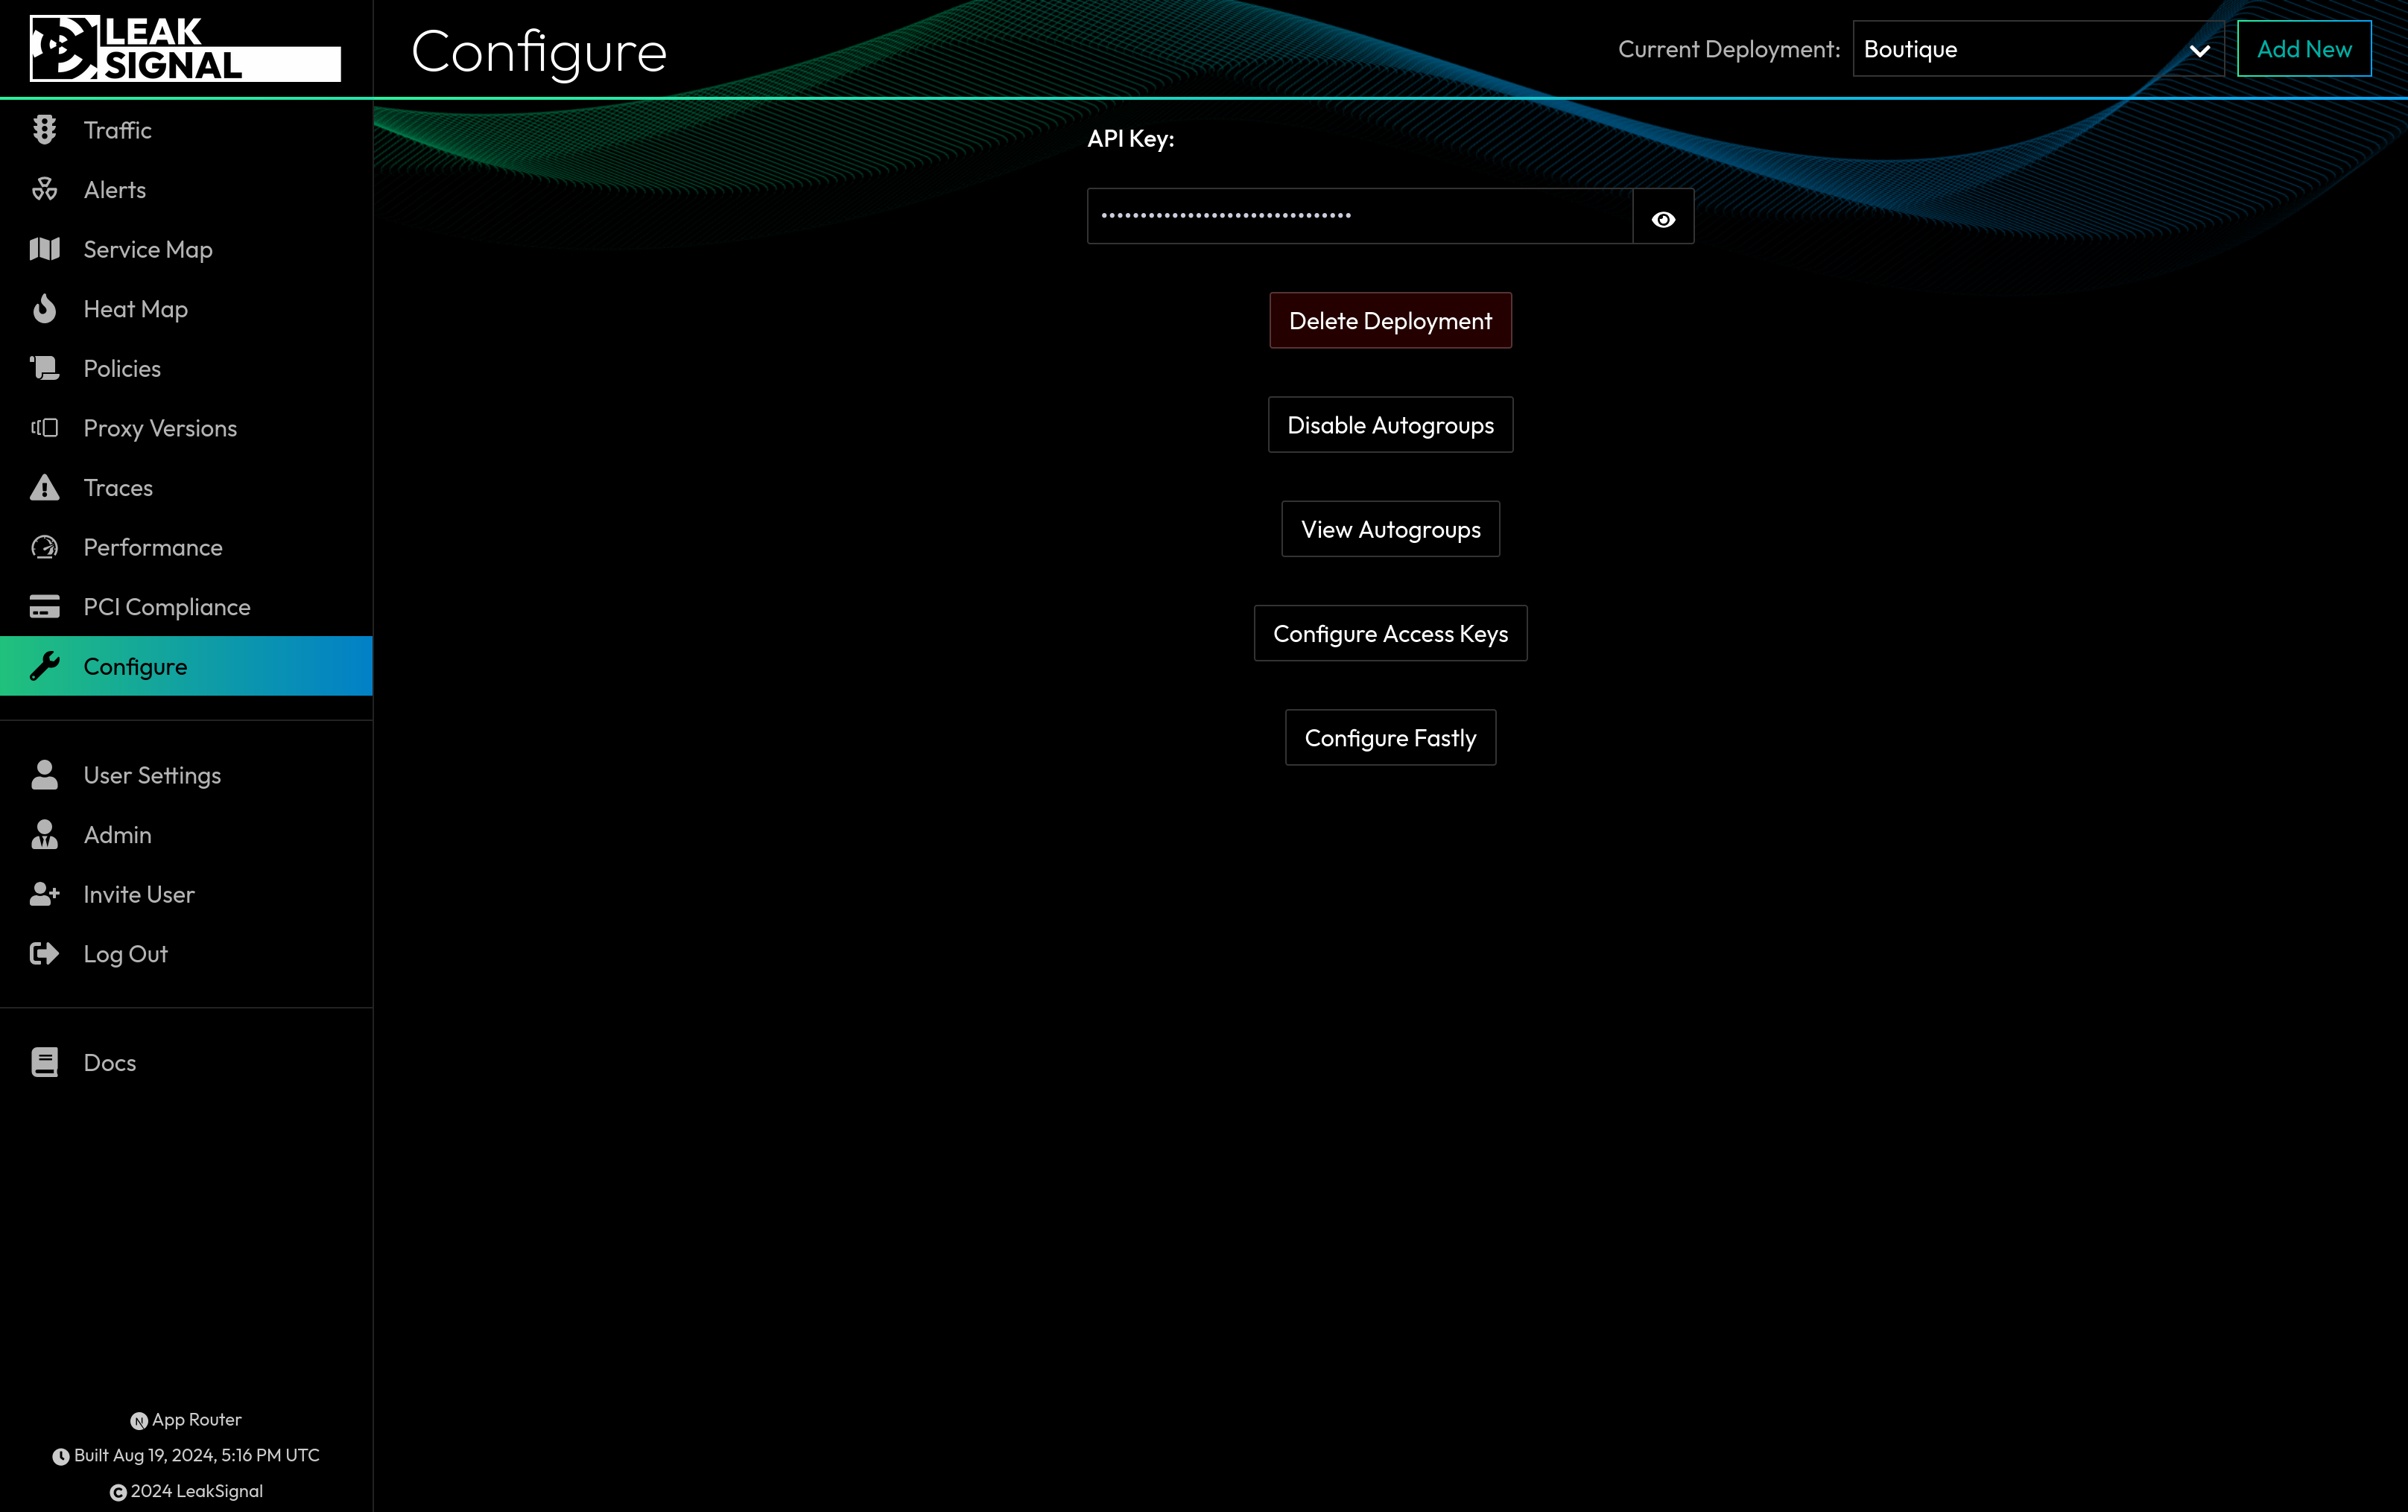 LEAK
SIGNAL
Configure
Current Deployment:
Boutique
Add New
Traffic
Alerts
Service Map
Heat Map
Policies
Proxy Versions
Traces
Performance
PCI Compliance
Configure
User Settings
Admin
Invite User
Log Out
Docs
App Router
Built Aug 19, 2024, 5:16 PM UTC
2024 LeakSignal
API Key:
••••••••••••••••••••••••••••••••
Delete Deployment
Disable Autogroups
View Autogroups
Configure Access Keys
Configure Fastly